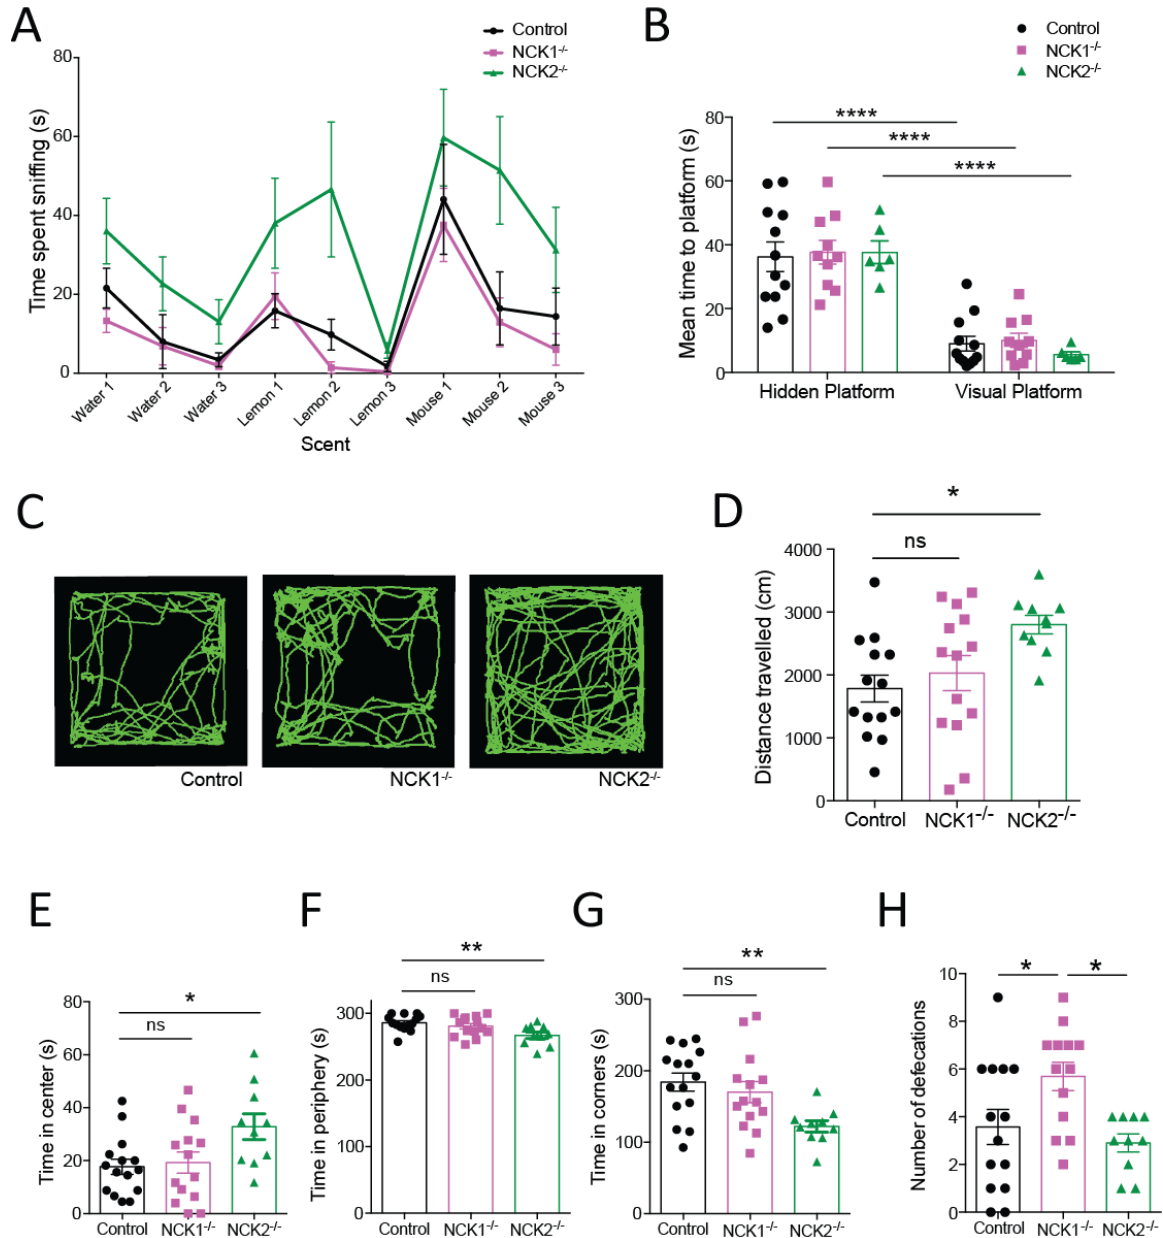 A
Control
NCK1-/-
NCK2-/-
80
60
40
20
0
Time spent sniffing (s)
Water 1
Water 2
Water 3
Lemon 1
Lemon 2
Lemon 3
Mouse 1
Mouse 2
Mouse 3
Scent
B
Control
NCK1-/-
NCK2-/-
80
60
40
20
0
Mean time to platform (s)
****
****
****
Hidden Platform
Visual Platform
C
Control
NCK1-/-
NCK2-/-
D
*
ns
4000
3000
2000
1000
0
Distance travelled (cm)
Control
NCK1-/-
NCK2-/-
E
*
ns
80
60
40
20
0
Time in center (s)
Control
NCK1-/-
NCK2-/-
F
**
ns
300
200
100
0
Time in periphery (s)
Control
NCK1-/-
NCK2-/-
G
**
ns
300
200
100
0
Time in corners (s)
Control
NCK1-/-
NCK2-/-
H
*
*
10
8
6
4
2
0
Number of defecations
Control
NCK1-/-
NCK2-/-